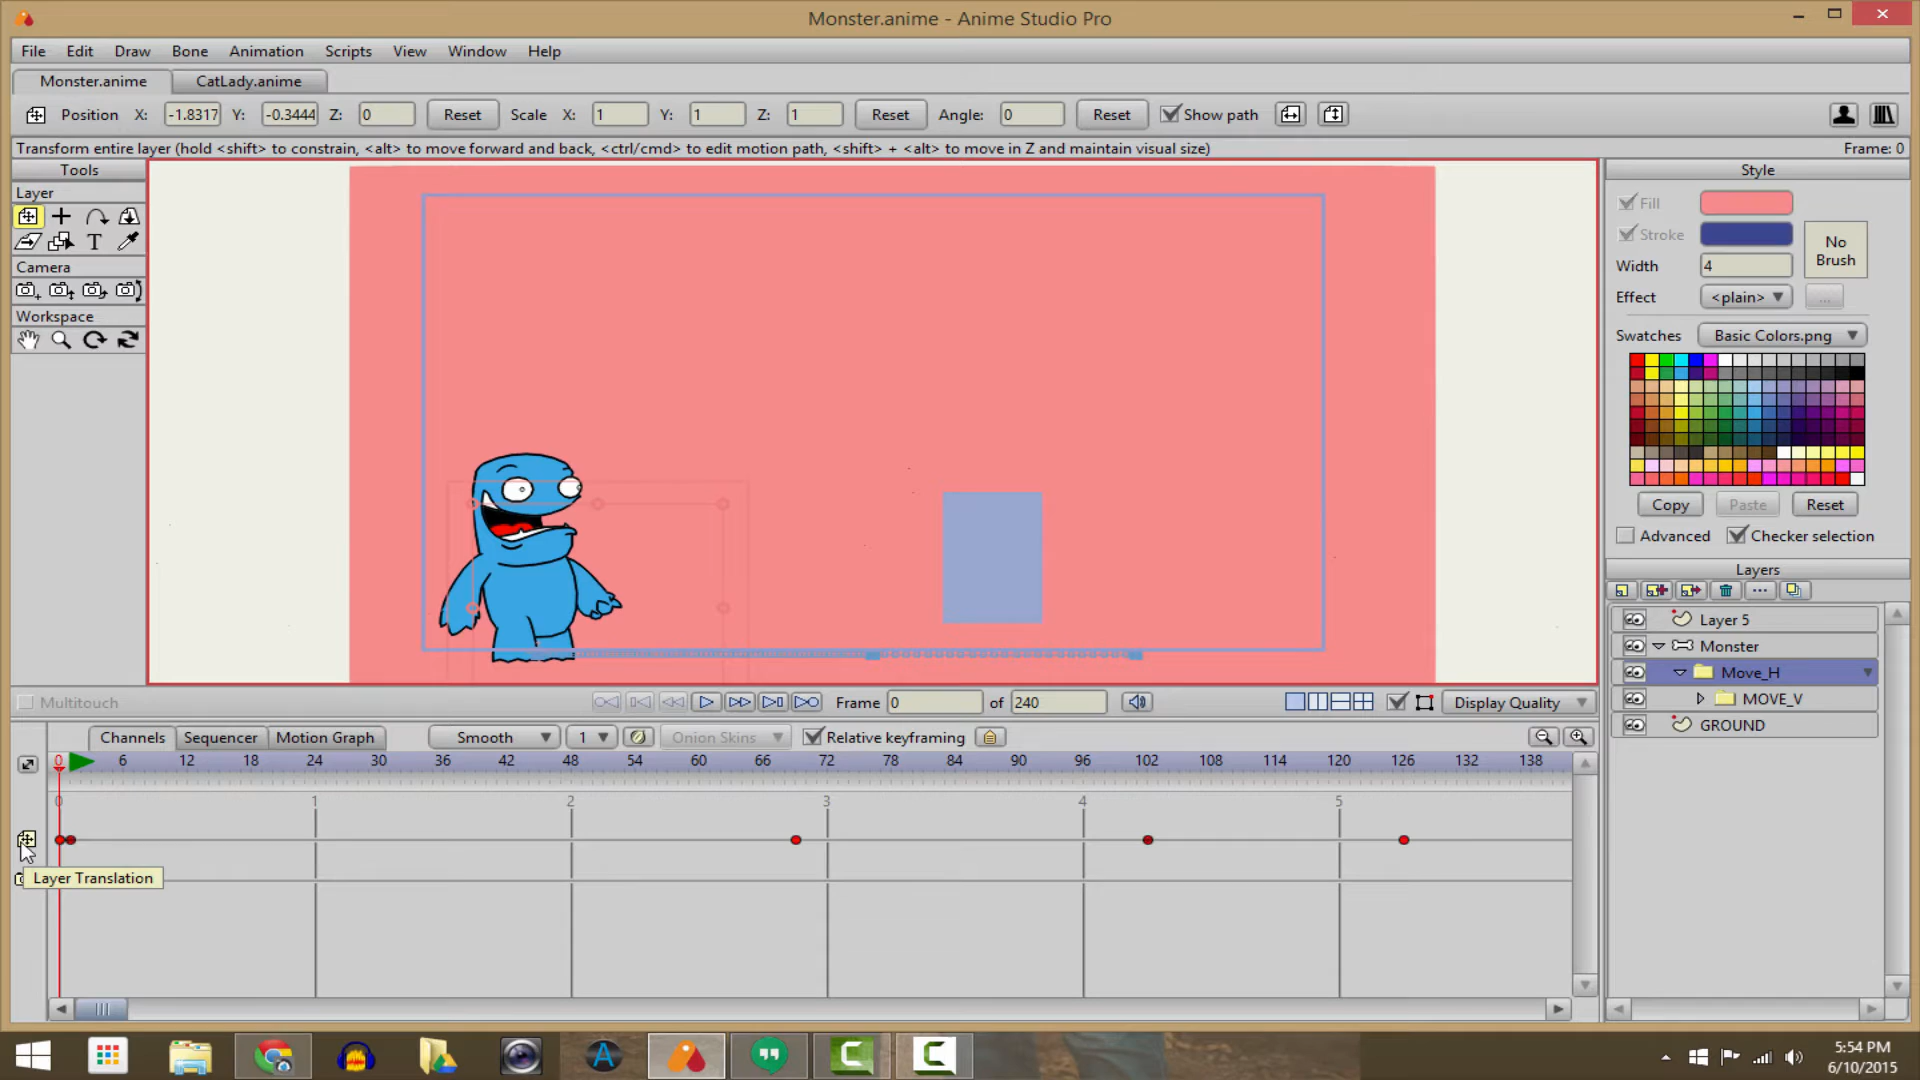 Monster.anime - Anime Studio Pro
File Edit Draw Bone Animation Scripts View Window Help
Monster.anime CatLady.anime
Position X: -1.8317 Y: -0.3444 Z: 0 Reset Scale X: 1 Y: 1 Z: 1 Reset Angle: 0 Reset Show path
Transform entire layer (hold <shift> to constrain, <alt> to move forward and back, <ctrl/cmd> to edit motion path, <shift> + <alt> to move in Z and maintain visual size) Frame: 0
Tools
Layer
T
Camera
Workspace
Style
Fill
Stroke
No Brush
Width 4
Effect <plain> ...
Swatches Basic Colors.png
Copy Paste Reset
Advanced Checker selection
Layers
Layer 5
Monster
Move_H
MOVE_V
GROUND
Multitouch Frame 0 of 240 Display Quality
Channels Sequencer Motion Graph Smooth 1 Onion Skins Relative keyframing
0 6 12 18 24 30 36 42 48 54 60 66 72 78 84 90 96 102 108 114 120 126 132 138
0 1 2 3 4 5
Layer Translation
5:54 PM
6/10/2015